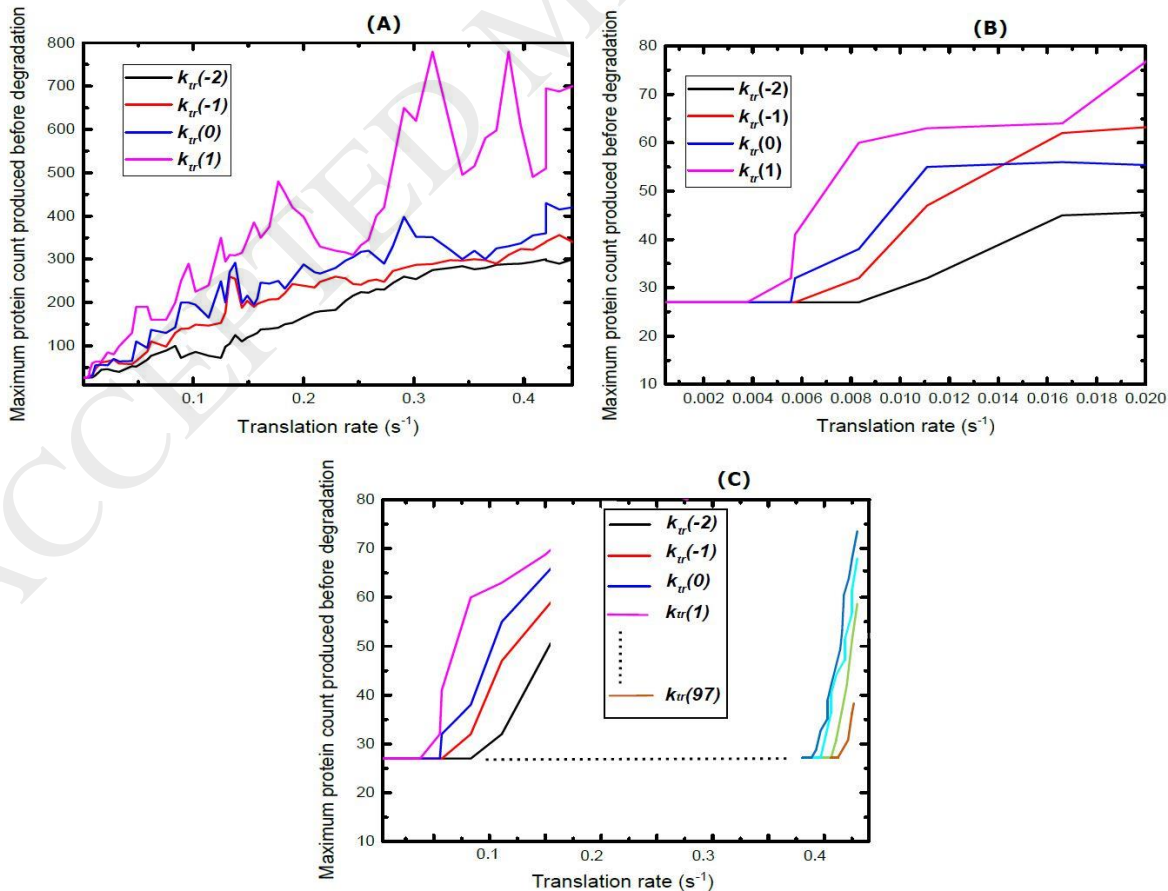 (A)
Maximum protein count produced before degradation
800
700
600
500
400
300
200
100
k_tr(-2)
k_tr(-1)
k_tr(0)
k_tr(1)
0.1
0.2
0.3
0.4
Translation rate (s⁻¹)
(B)
Maximum protein count produced before degradation
80
70
60
50
40
30
20
10
k_tr(-2)
k_tr(-1)
k_tr(0)
k_tr(1)
0.002
0.004
0.006
0.008
0.010
0.012
0.014
0.016
0.018
0.020
Translation rate (s⁻¹)
(C)
Maximum protein count produced before degradation
80
70
60
50
40
30
20
10
k_tr(-2)
k_tr(-1)
k_tr(0)
k_tr(1)
k_tr(97)
0.1
0.2
0.3
0.4
Translation rate (s⁻¹)
ACCEPTED M